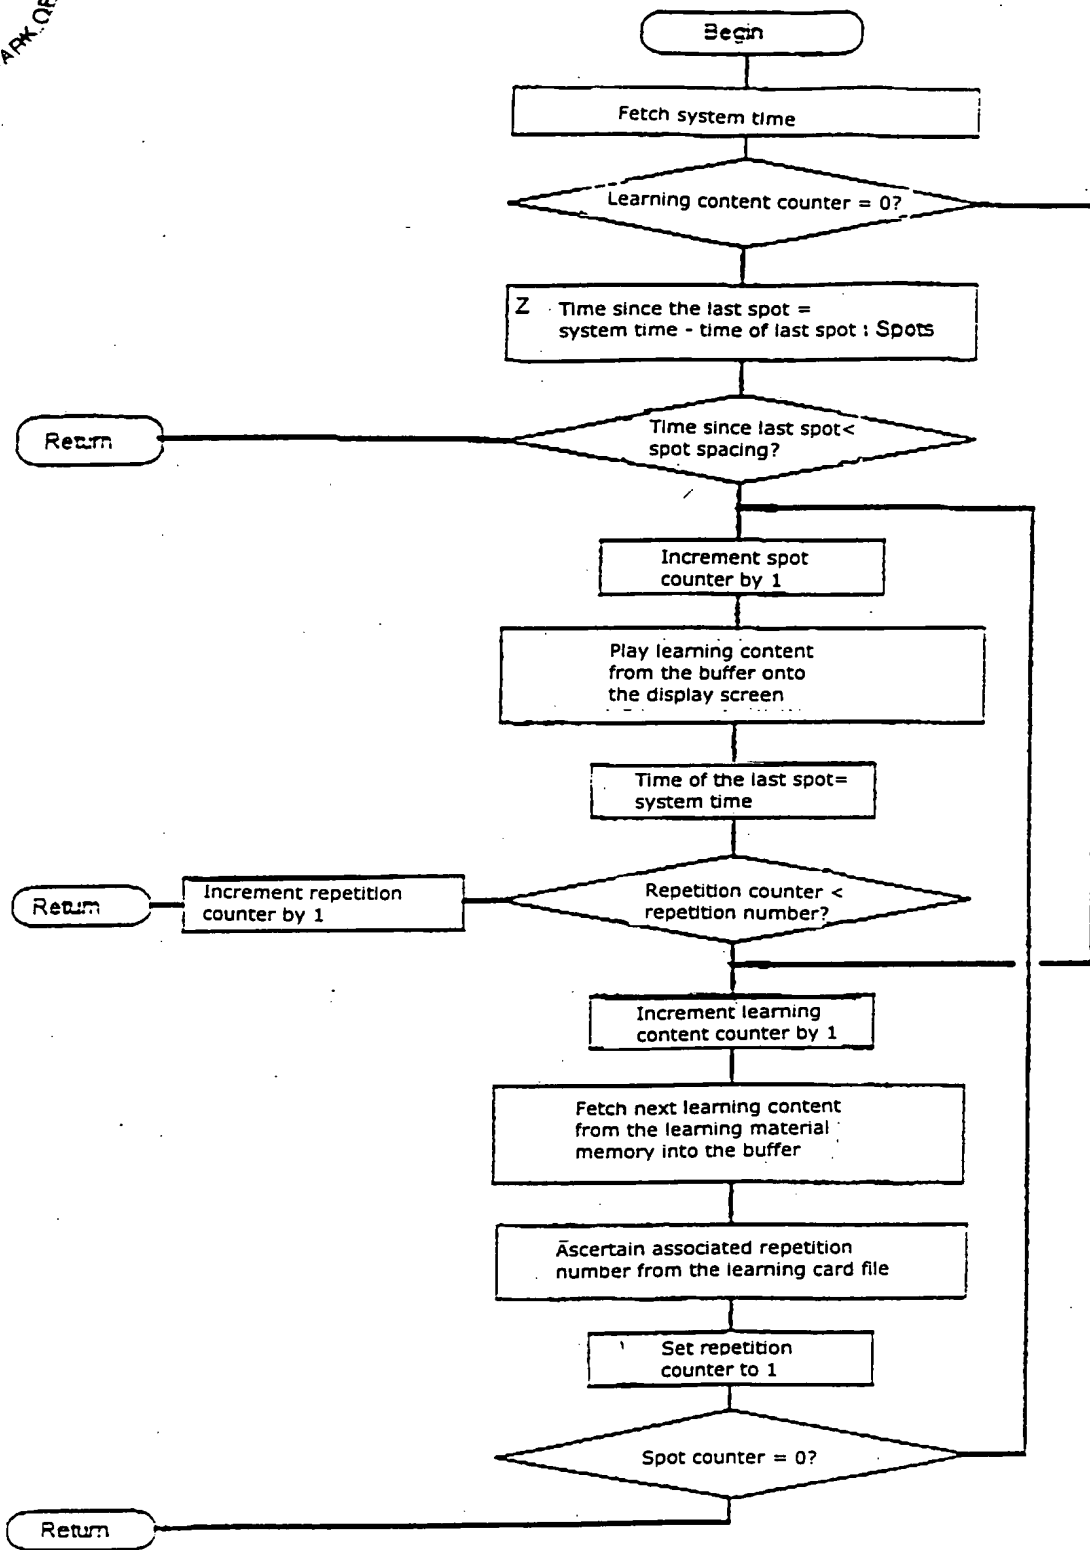 Begin
Fetch system time
Learning content counter = 0?
Z Time since the last spot =
system time - time of last spot : Spots
Time since last spot<
spot spacing?
Return
Increment spot
counter by 1
Play learning content
from the buffer onto
the display screen
Time of the last spot=
system time
Repetition counter <
repetition number?
Increment repetition
counter by 1
Return
Increment learning
content counter by 1
Fetch next learning content
from the learning material
memory into the buffer
Ascertain associated repetition
number from the learning card file
Set repetition
counter to 1
Spot counter = 0?
Return